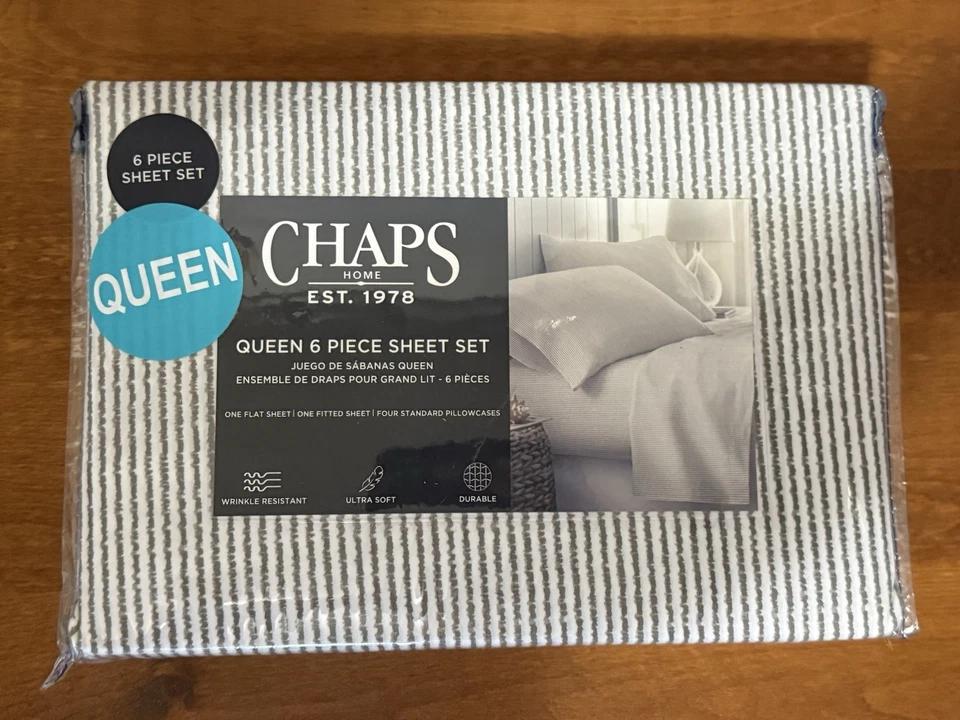 6 PIECE
SHEET SET
QUEEN
CHAPS
HOME
EST. 1978
QUEEN 6 PIECE SHEET SET
JUEGO DE SÁBANAS QUEEN
ENSEMBLE DE DRAPS POUR GRAND LIT - 6 PIÈCES
ONE FLAT SHEET | ONE FITTED SHEET | FOUR STANDARD PILLOWCASES
WRINKLE RESISTANT
ULTRA SOFT
DURABLE